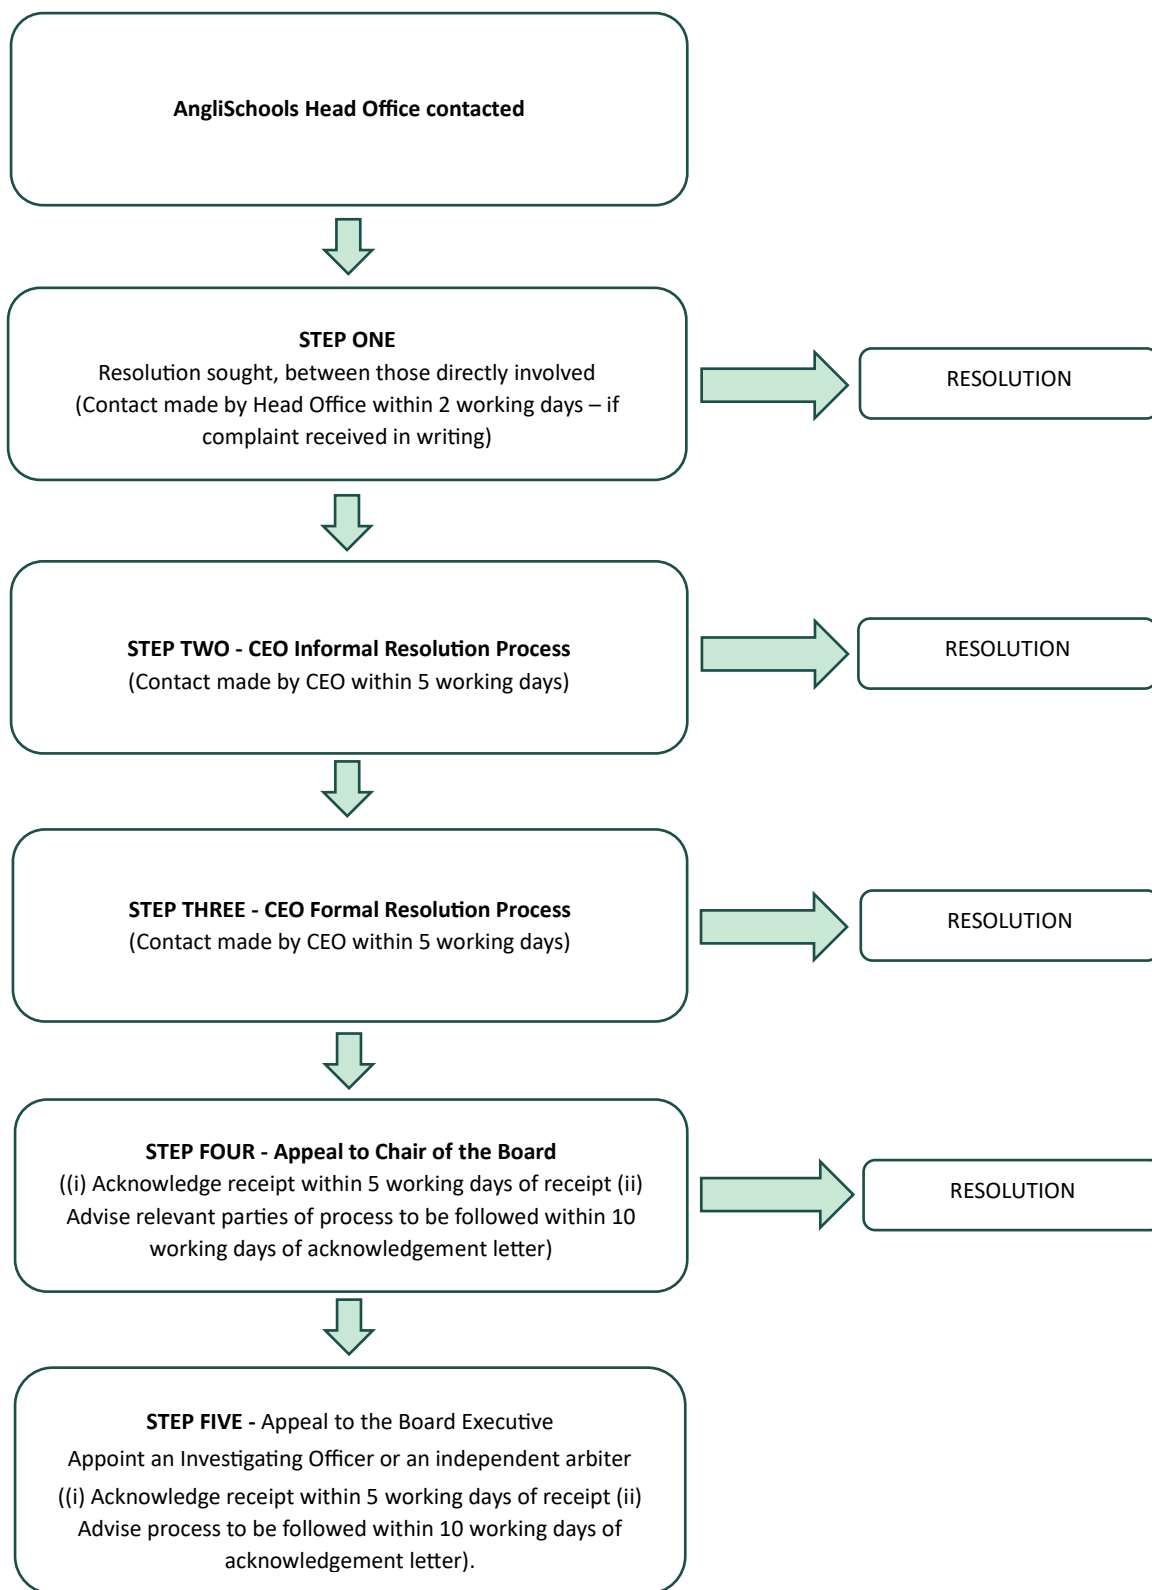 AngliSchools Head Office contacted
STEP ONE
Resolution sought, between those directly involved
(Contact made by Head Office within 2 working days – if
complaint received in writing)
RESOLUTION
STEP TWO - CEO Informal Resolution Process
(Contact made by CEO within 5 working days)
RESOLUTION
STEP THREE - CEO Formal Resolution Process
(Contact made by CEO within 5 working days)
RESOLUTION
STEP FOUR - Appeal to Chair of the Board
((i) Acknowledge receipt within 5 working days of receipt (ii)
Advise relevant parties of process to be followed within 10
working days of acknowledgement letter)
RESOLUTION
STEP FIVE - Appeal to the Board Executive
Appoint an Investigating Officer or an independent arbiter
((i) Acknowledge receipt within 5 working days of receipt (ii)
Advise process to be followed within 10 working days of
acknowledgement letter).